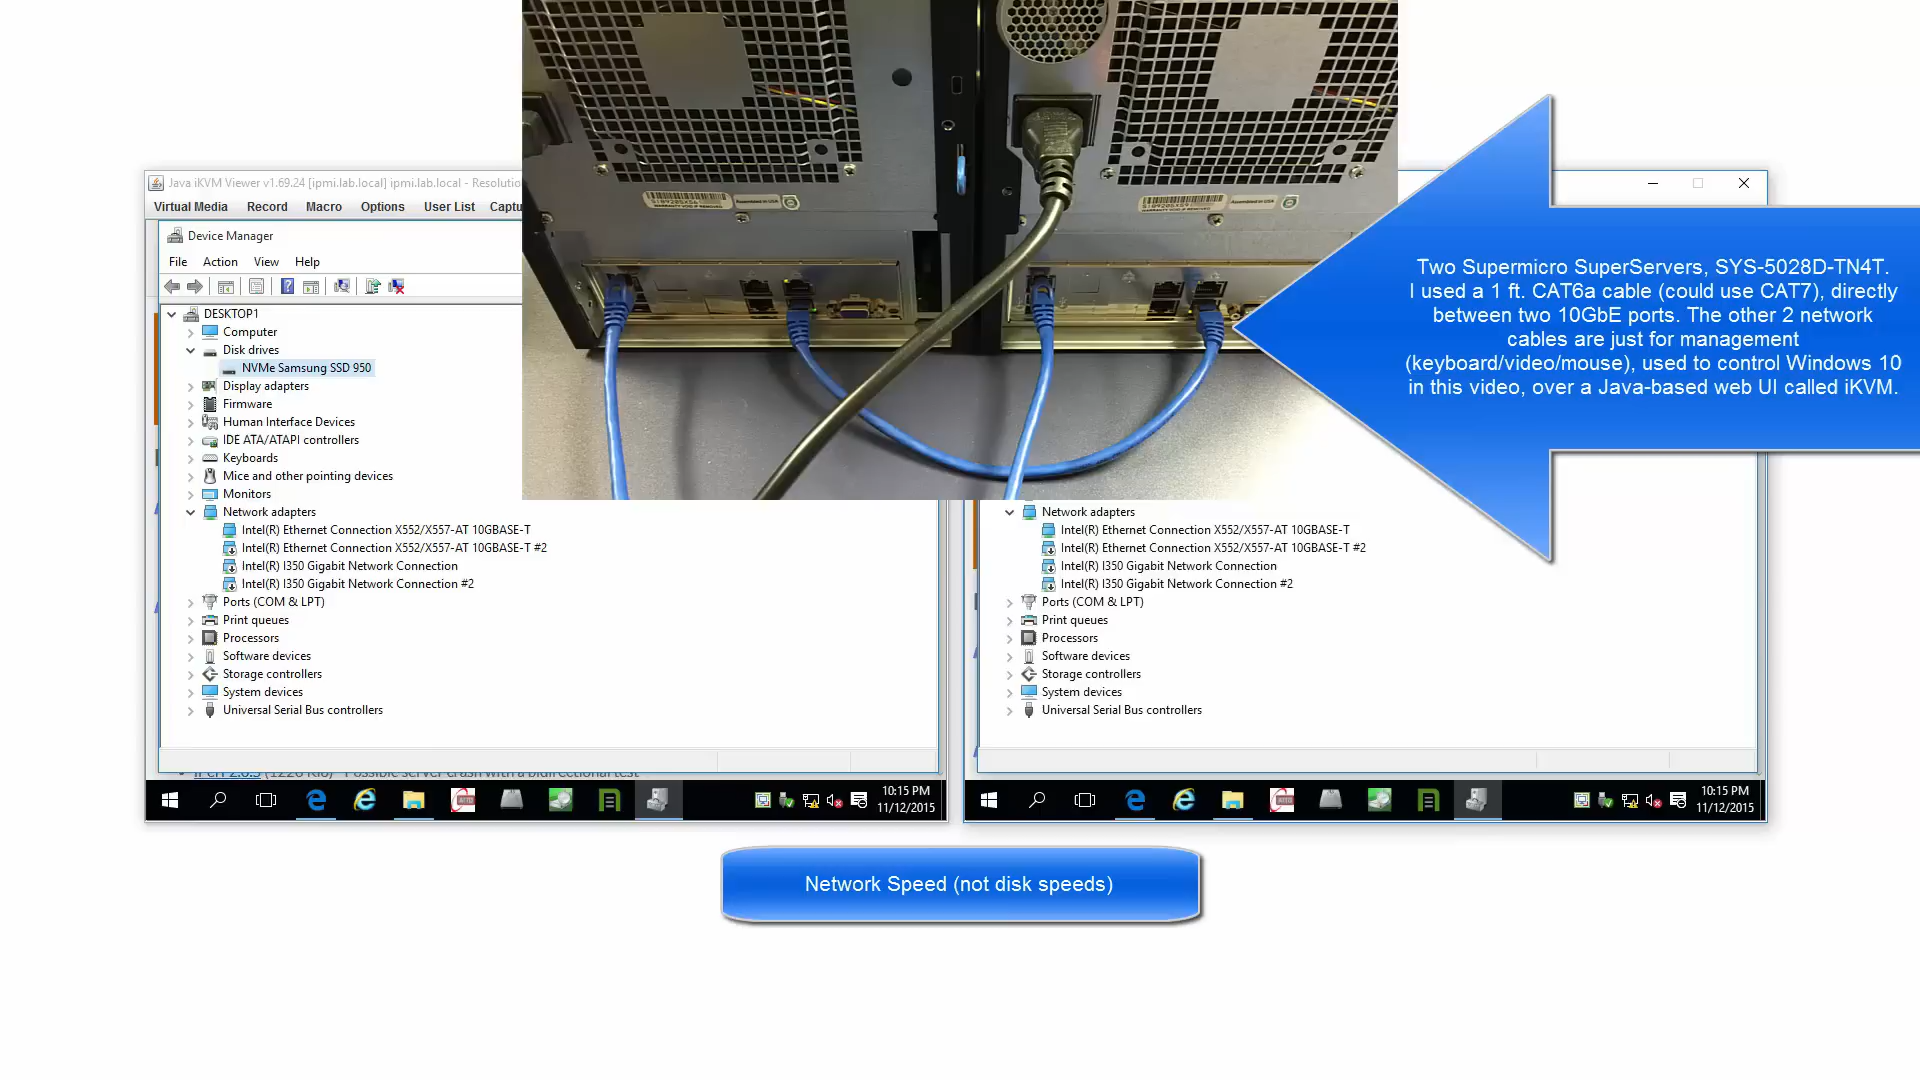 Java iKVM Viewer v1.69.24 [ipmi.lab.local] ipmi.lab.local - Resolutio
Virtual Media Record Macro Options User List Captu
Device Manager
File Action View Help
DESKTOP1
Computer
Disk drives
NVMe Samsung SSD 950
Display adapters
Firmware
Human Interface Devices
IDE ATA/ATAPI controllers
Keyboards
Mice and other pointing devices
Monitors
Network adapters
Intel(R) Ethernet Connection X552/X557-AT 10GBASE-T
Intel(R) Ethernet Connection X552/X557-AT 10GBASE-T #2
Intel(R) I350 Gigabit Network Connection
Intel(R) I350 Gigabit Network Connection #2
Ports (COM & LPT)
Print queues
Processors
Software devices
Storage controllers
System devices
Universal Serial Bus controllers
10:15 PM
11/12/2015
Network adapters
Intel(R) Ethernet Connection X552/X557-AT 10GBASE-T
Intel(R) Ethernet Connection X552/X557-AT 10GBASE-T #2
Intel(R) I350 Gigabit Network Connection
Intel(R) I350 Gigabit Network Connection #2
Ports (COM & LPT)
Print queues
Processors
Software devices
Storage controllers
System devices
Universal Serial Bus controllers
10:15 PM
11/12/2015
Two Supermicro SuperServers, SYS-5028D-TN4T.
I used a 1 ft. CAT6a cable (could use CAT7), directly
between two 10GbE ports. The other 2 network
cables are just for management
(keyboard/video/mouse), used to control Windows 10
in this video, over a Java-based web UI called iKVM.
Network Speed (not disk speeds)